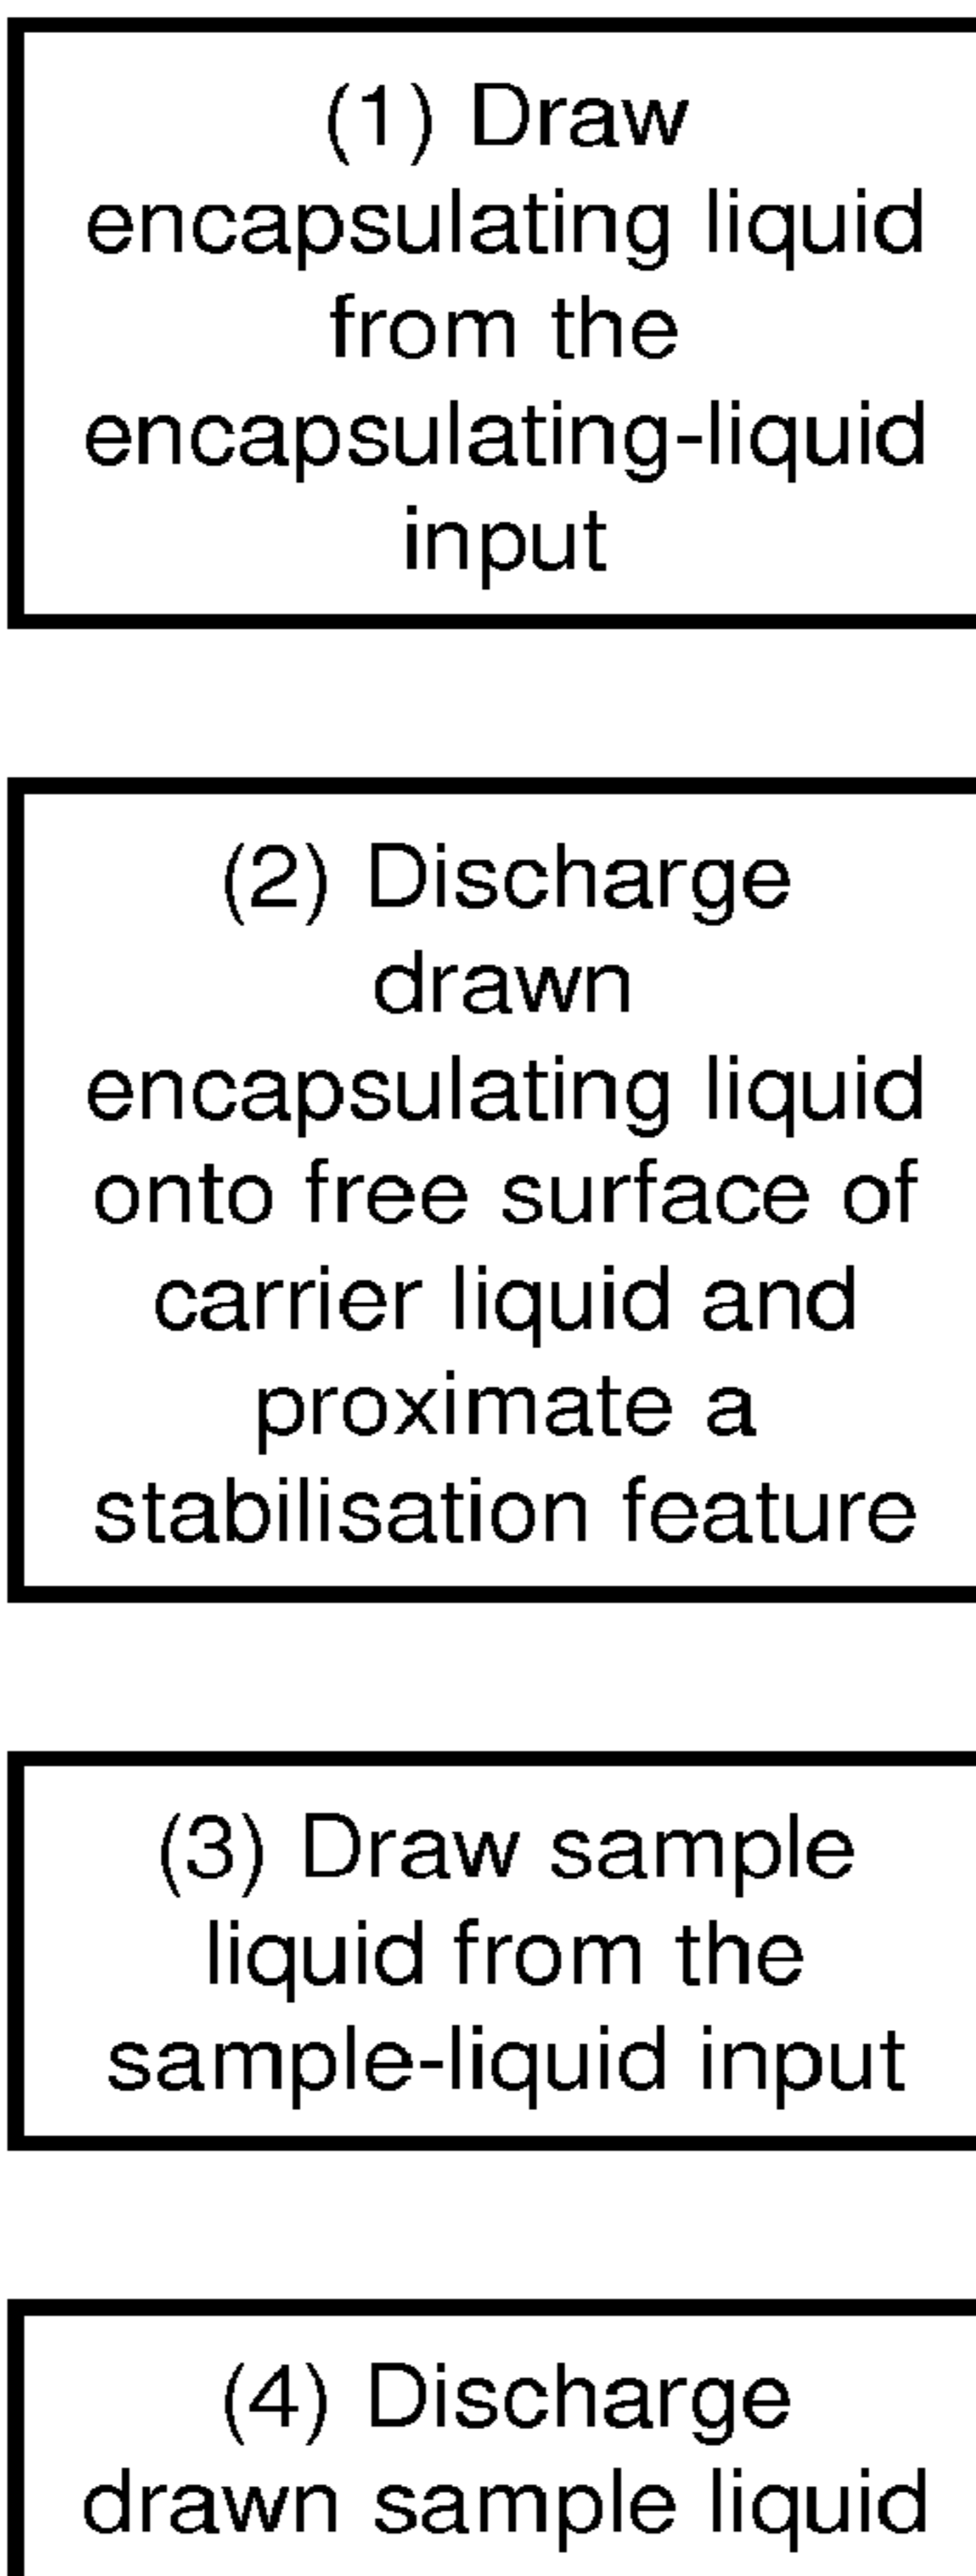 (1) Draw
encapsulating liquid
from the
encapsulating-liquid
input
(2) Discharge
drawn
encapsulating liquid
onto free surface of
carrier liquid and
proximate a
stabilisation feature
(3) Draw sample
liquid from the
sample-liquid input
(4) Discharge
drawn sample liquid